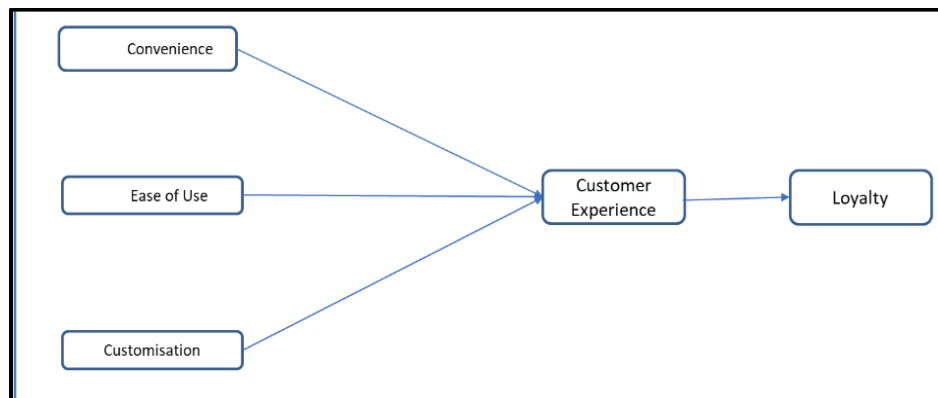 Convenience
Ease of Use
Customer
Experience
Loyalty
Customisation